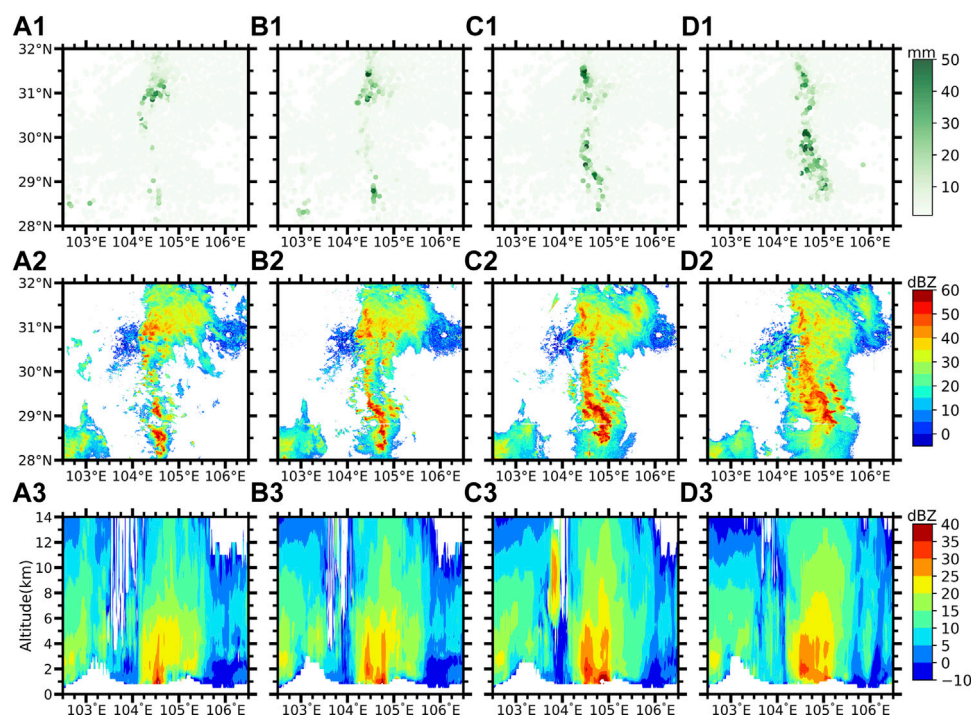 A1 B1 C1 D1
mm
32°N 50
31°N 40
30°N 30
29°N 20
28°N 10
103°E 104°E 105°E 106°E 103°E 104°E 105°E 106°E 103°E 104°E 105°E 106°E 103°E 104°E 105°E 106°E
A2 B2 C2 D2
dBZ
32°N 60
50
31°N 40
30°N 30
20
29°N 10
0
28°N
103°E 104°E 105°E 106°E 103°E 104°E 105°E 106°E 103°E 104°E 105°E 106°E 103°E 104°E 105°E 106°E
A3 B3 C3 D3
dBZ
14 40
12 35
30
10 25
8 20
Altitude(km)
6 15
10
4 5
2 0
0 −10
103°E 104°E 105°E 106°E 103°E 104°E 105°E 106°E 103°E 104°E 105°E 106°E 103°E 104°E 105°E 106°E